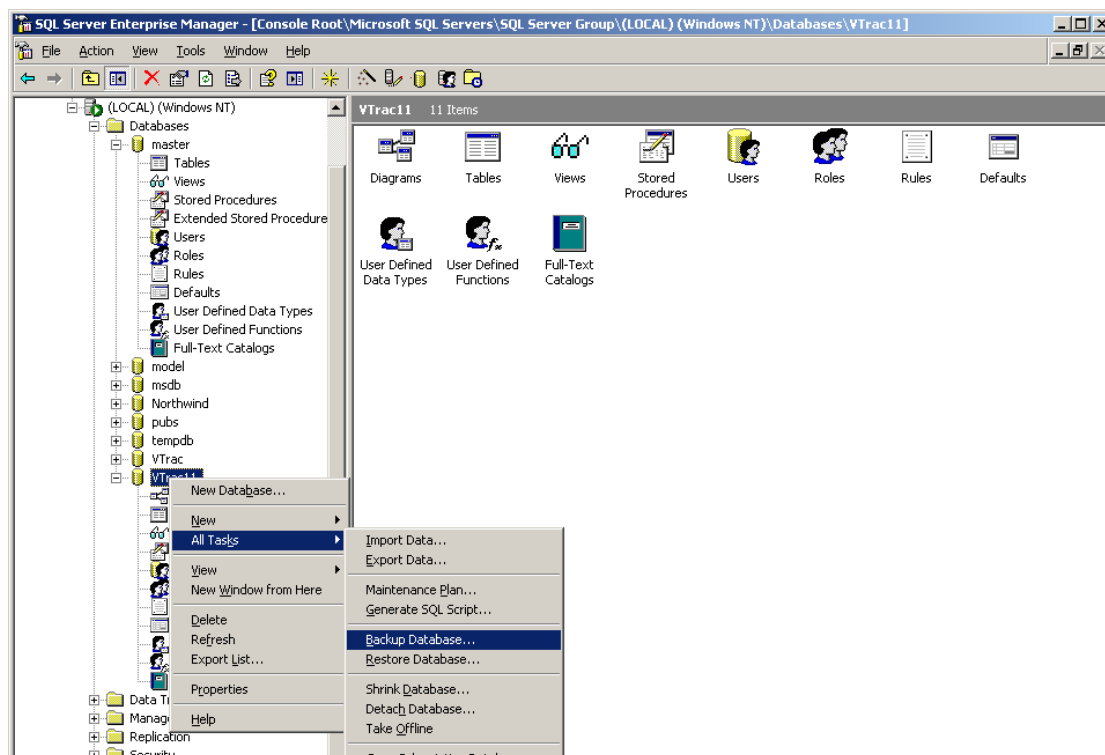 SQL Server Enterprise Manager - [Console Root\Microsoft SQL Servers\SQL Server Group\(LOCAL) (Windows NT)\Databases\VTrac11]
File Action View Tools Window Help
(LOCAL) (Windows NT)
Databases
master
Tables
Views
Stored Procedures
Extended Stored Procedure
Users
Roles
Rules
Defaults
User Defined Data Types
User Defined Functions
Full-Text Catalogs
model
msdb
Northwind
pubs
tempdb
VTrac
VTrac11
Data T
Manag
Replication
Security
VTrac11 11 Items
Diagrams Tables Views Stored Procedures Users Roles Rules Defaults
User Defined Data Types User Defined Functions Full-Text Catalogs
New Database...
New
All Tasks
View
New Window from Here
Delete
Refresh
Export List...
Properties
Help
Import Data...
Export Data...
Maintenance Plan...
Generate SQL Script...
Backup Database...
Restore Database...
Shrink Database...
Detach Database...
Take Offline